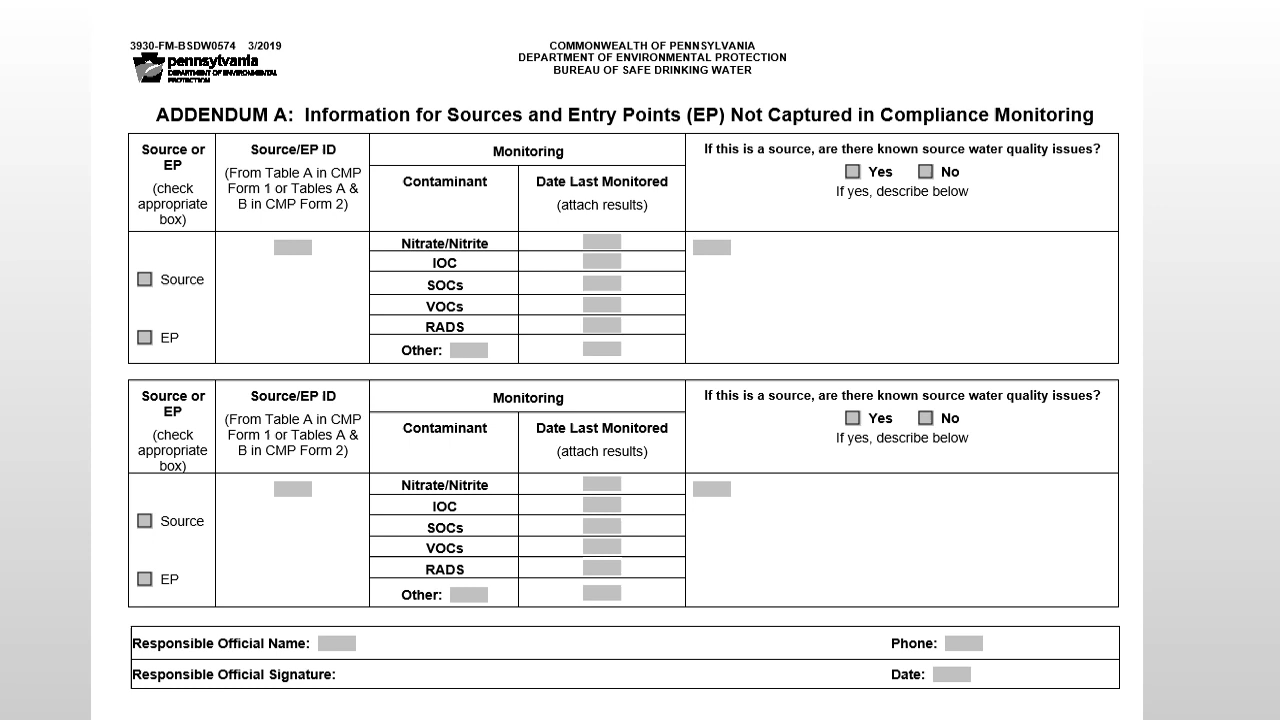 3930-FM-BSDW0574 3/2019
pennsylvania
DEPARTMENT OF ENVIRONMENTAL
PROTECTION
COMMONWEALTH OF PENNSYLVANIA
DEPARTMENT OF ENVIRONMENTAL PROTECTION
BUREAU OF SAFE DRINKING WATER
ADDENDUM A: Information for Sources and Entry Points (EP) Not Captured in Compliance Monitoring
Source or
EP
(check
appropriate
box)
Source/EP ID
(From Table A in CMP
Form 1 or Tables A &
B in CMP Form 2)
Monitoring
Contaminant
Date Last Monitored
(attach results)
If this is a source, are there known source water quality issues?
Yes No
If yes, describe below
Source
EP
Nitrate/Nitrite
IOC
SOCs
VOCs
RADS
Other:
Source or
EP
(check
appropriate
box)
Source/EP ID
(From Table A in CMP
Form 1 or Tables A &
B in CMP Form 2)
Monitoring
Contaminant
Date Last Monitored
(attach results)
If this is a source, are there known source water quality issues?
Yes No
If yes, describe below
Source
EP
Nitrate/Nitrite
IOC
SOCs
VOCs
RADS
Other:
Responsible Official Name: Phone:
Responsible Official Signature: Date: